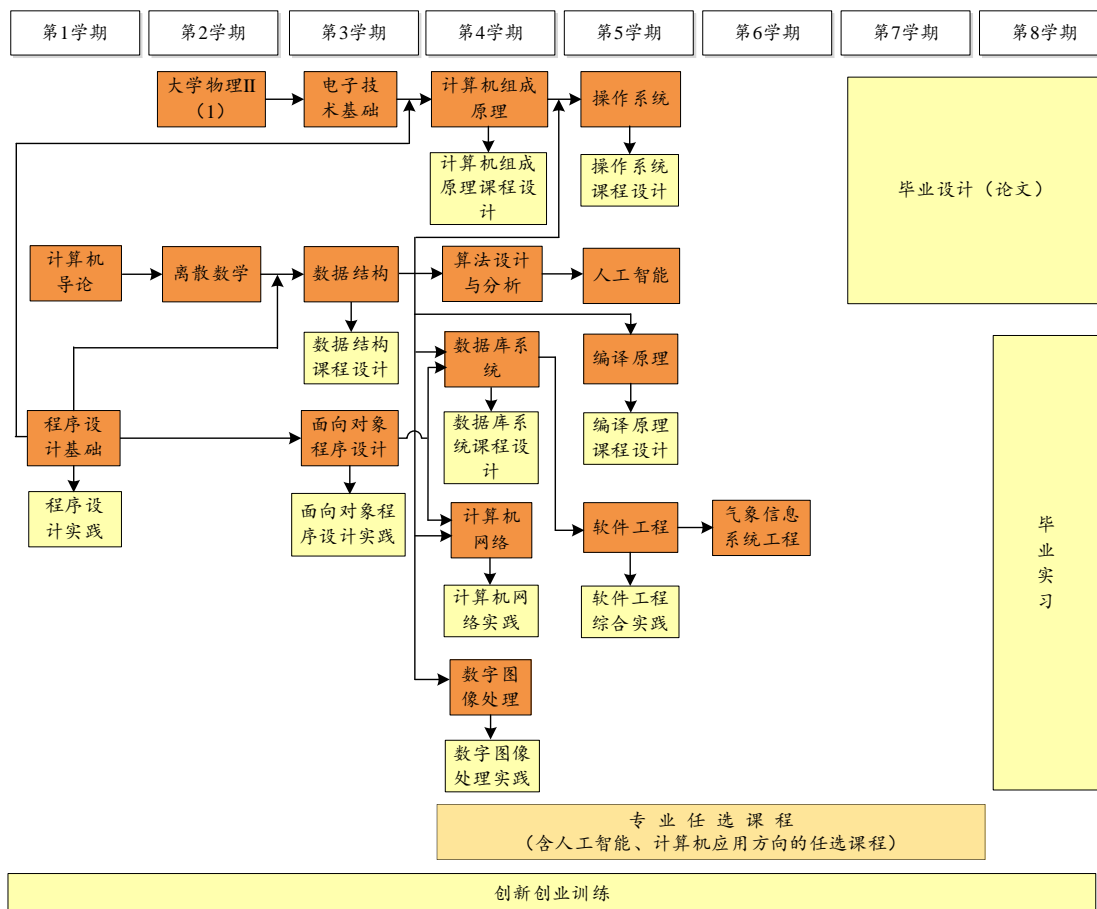 第1学期
第2学期
第3学期
第4学期
第5学期
第6学期
第7学期
第8学期
大学物理II
（1）
电子技
术基础
计算机组成
原理
操作系统
计算机组成
原理课程设
计
操作系统
课程设计
毕业设计（论文）
计算机
导论
离散数学
数据结构
算法设计
与分析
人工智能
数据结构
课程设计
数据库系
统
编译原理
程序设
计基础
面向对象
程序设计
数据库系
统课程设
计
编译原理
课程设计
程序设
计实践
面向对象程
序设计实践
计算机
网络
软件工程
气象信息
系统工程
毕
业
实
习
计算机网
络实践
软件工程
综合实践
数字图
像处理
数字图像
处理实践
专 业 任 选 课 程
（含人工智能、计算机应用方向的任选课程）
创新创业训练